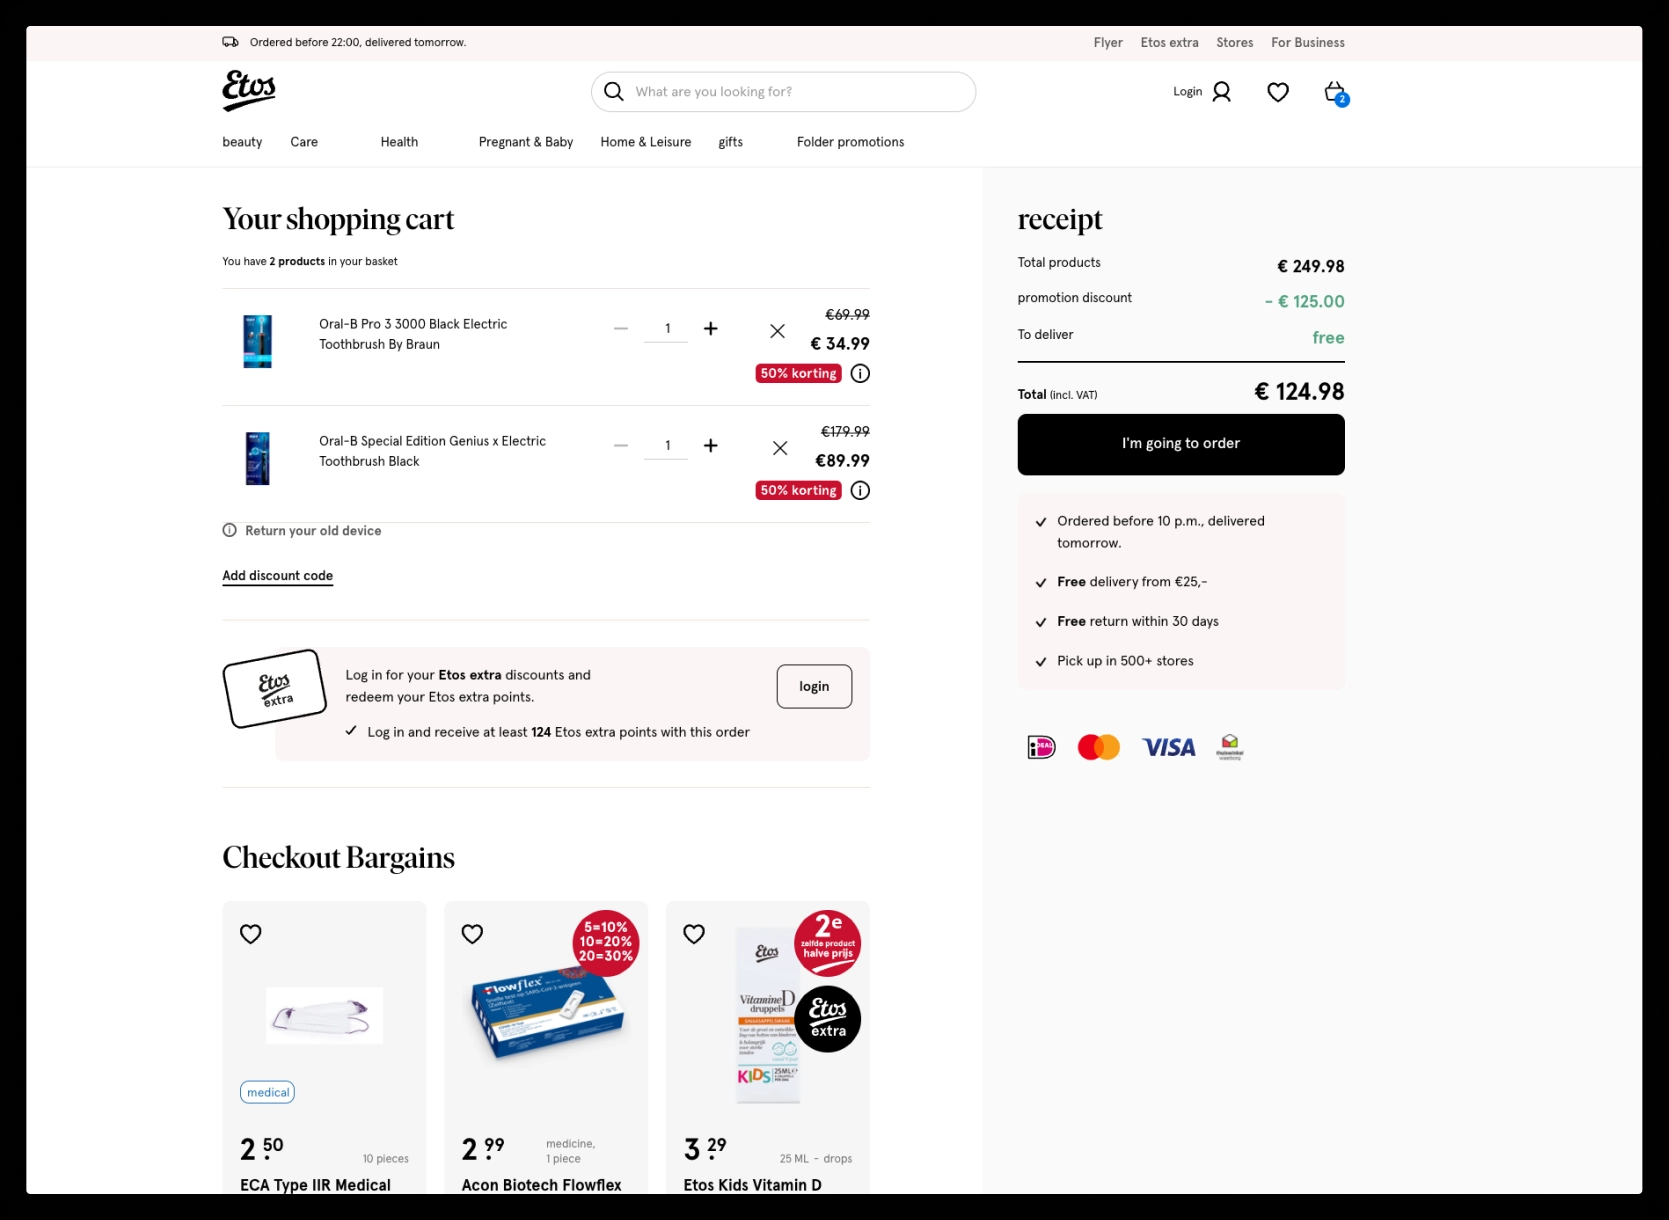 Ordered before 22:00, delivered tomorrow.
Flyer Etos extra Stores For Business
Etos
What are you looking for?
Login
2
beauty Care Health Pregnant & Baby Home & Leisure gifts Folder promotions
Your shopping cart
You have 2 products in your basket
Oral-B Pro 3 3000 Black Electric
Toothbrush By Braun
1
€69.99
€ 34.99
50% korting
Oral-B Special Edition Genius x Electric
Toothbrush Black
1
€179.99
€89.99
50% korting
Return your old device
Add discount code
Etos
extra
Log in for your Etos extra discounts and
redeem your Etos extra points.
login
Log in and receive at least 124 Etos extra points with this order
receipt
Total products € 249.98
promotion discount - € 125.00
To deliver free
Total (incl. VAT) € 124.98
I'm going to order
Ordered before 10 p.m., delivered
tomorrow.
Free delivery from €25,-
Free return within 30 days
Pick up in 500+ stores
iDEAL
VISA
thuiswinkel
waarborg
Checkout Bargains
medical
2.50
10 pieces
ECA Type IIR Medical
5=10%
10=20%
20=30%
Flowflex
2.99
medicine,
1 piece
Acon Biotech Flowflex
2e
zelfde product
halve prijs
Etos
Vitamine D
druppels
KIDS
25ML
Etos
extra
3.29
25 ML - drops
Etos Kids Vitamin D